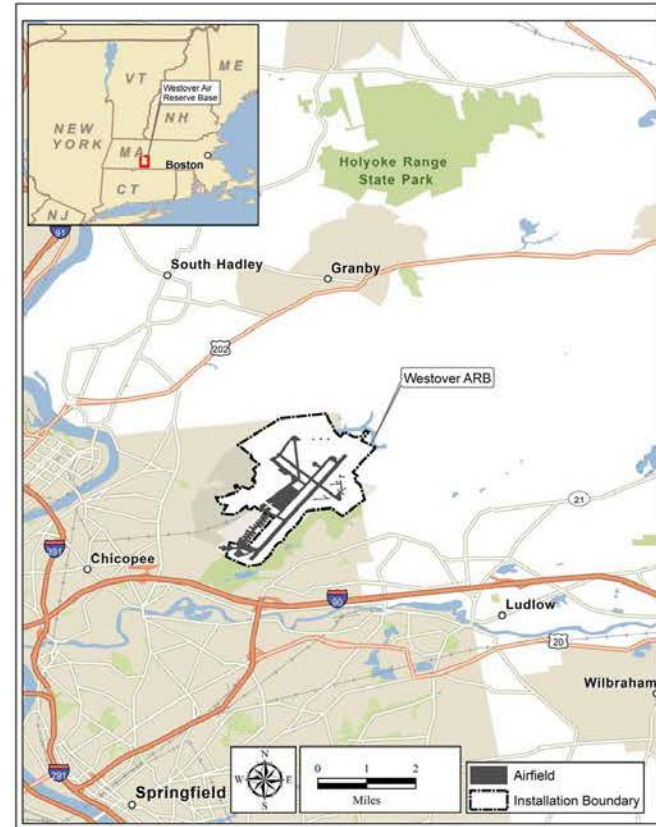 VT
ME
Westover Air
Reserve Base
NH
NEW
YORK
MA
Boston
CT
NJ
91
Holyoke Range
State Park
South Hadley
Granby
202
Westover ARB
21
391
Chicopee
90
Ludlow
20
Wilbraham
291
Springfield
N
W
E
S
0 1 2
Miles
Airfield
Installation Boundary